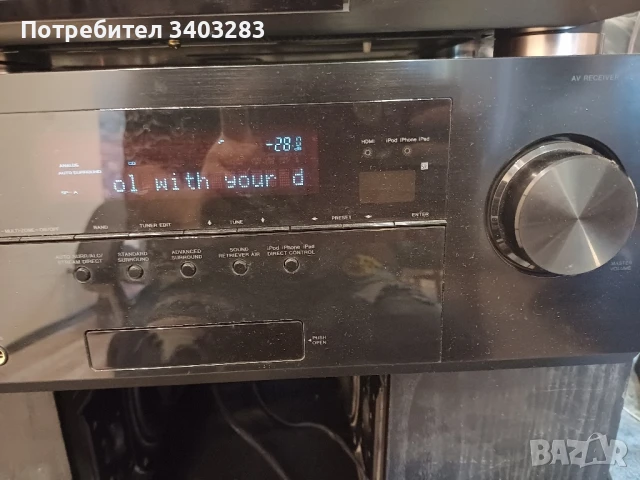 Потребител 3403283
AV RECEIVER
-28.0 dB
HDMI iPod iPhone iPad
ol with your d
BAND TUNER EDIT TUNE PRESET ENTER
AUTO SURR/ALC/
STREAM DIRECT
STANDARD
SURROUND
ADVANCED
SURROUND
SOUND
RETRIEVER AIR
iPod iPhone iPad
DIRECT CONTROL
MASTER
VOLUME
PUSH
OPEN
BAZAR